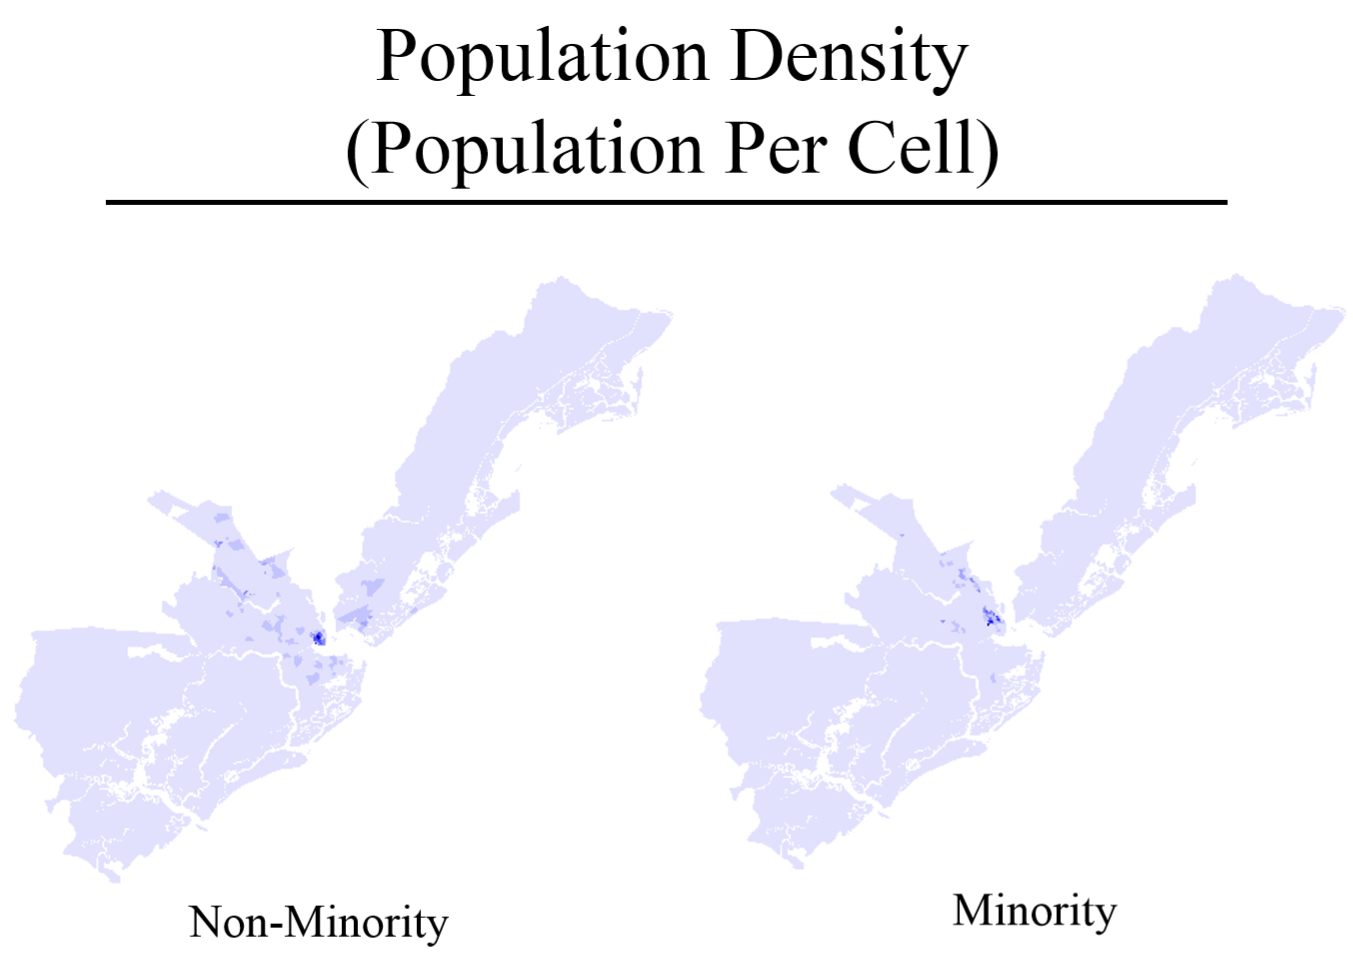 Population Density
(Population Per Cell)
Non-Minority
Minority